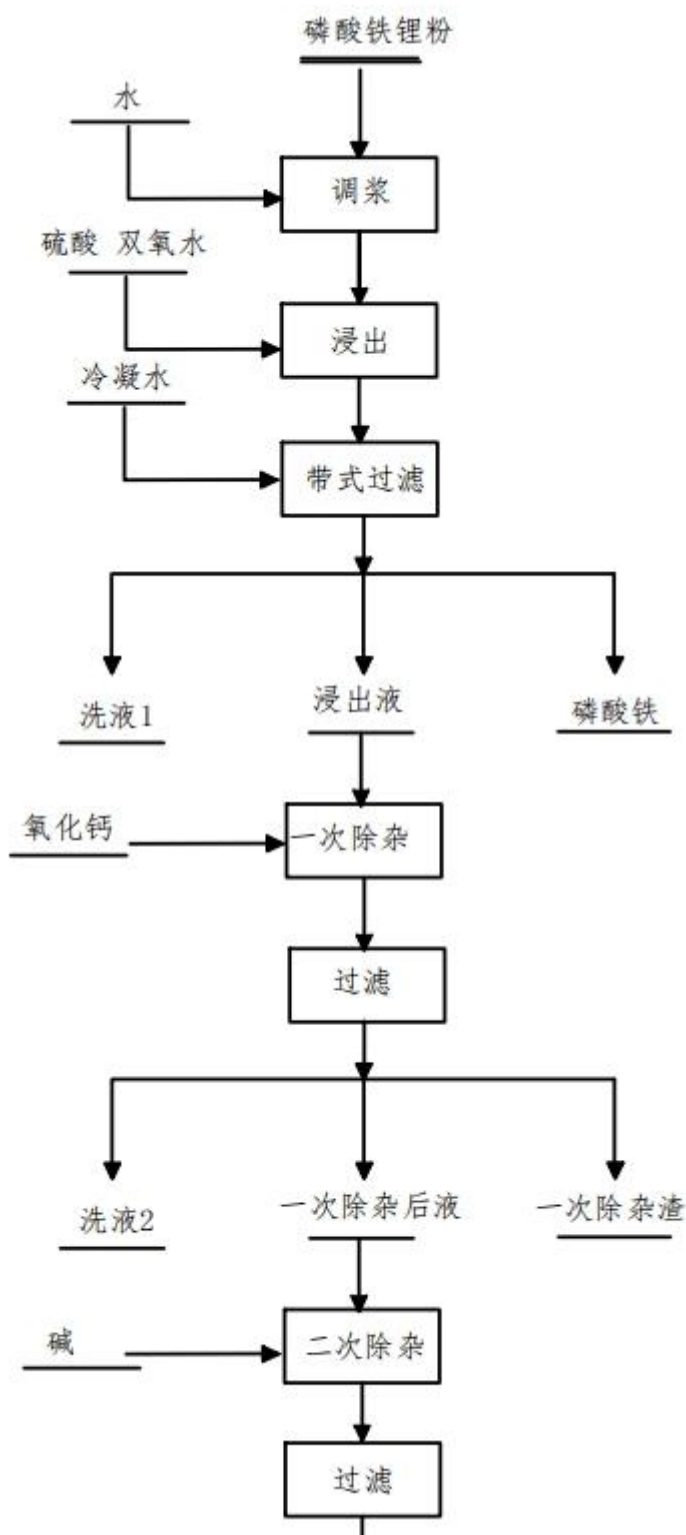 磷酸铁锂粉
水
调浆
硫酸 双氧水
浸出
冷凝水
带式过滤
洗液1
浸出液
磷酸铁
氧化钙
一次除杂
过滤
洗液2
一次除杂后液
一次除杂渣
碱
二次除杂
过滤